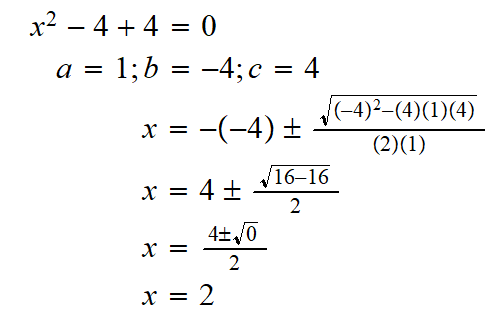 x² − 4 + 4 = 0
a = 1; b = −4; c = 4
x = −(−4) ± √((−4)²−(4)(1)(4)) / (2)(1)
x = 4 ± √(16−16) / 2
x = (4±√0) / 2
x = 2